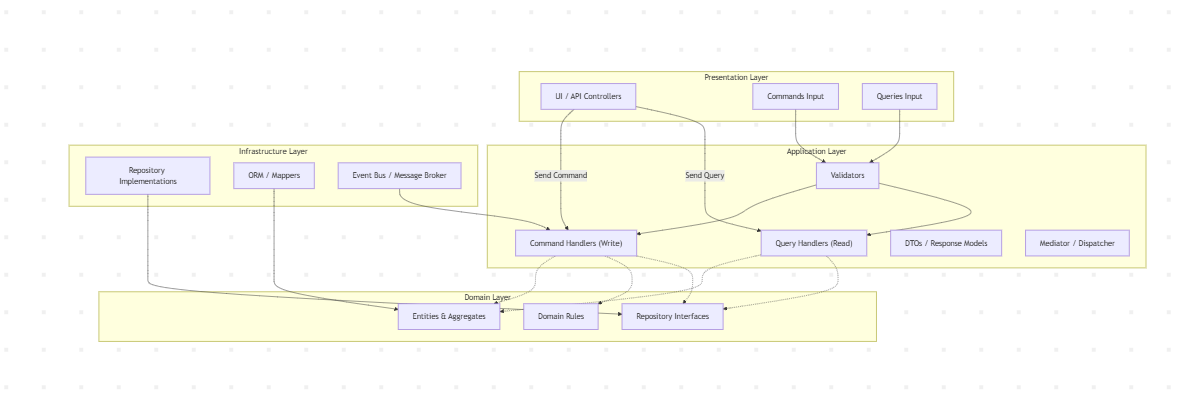 Presentation Layer
UI / API Controllers
Commands Input
Queries Input
Infrastructure Layer
Repository
Implementations
ORM / Mappers
Event Bus / Message Broker
Application Layer
Send Command
Send Query
Validators
Command Handlers (Write)
Query Handlers (Read)
DTOs / Response Models
Mediator / Dispatcher
Domain Layer
Entities & Aggregates
Domain Rules
Repository Interfaces